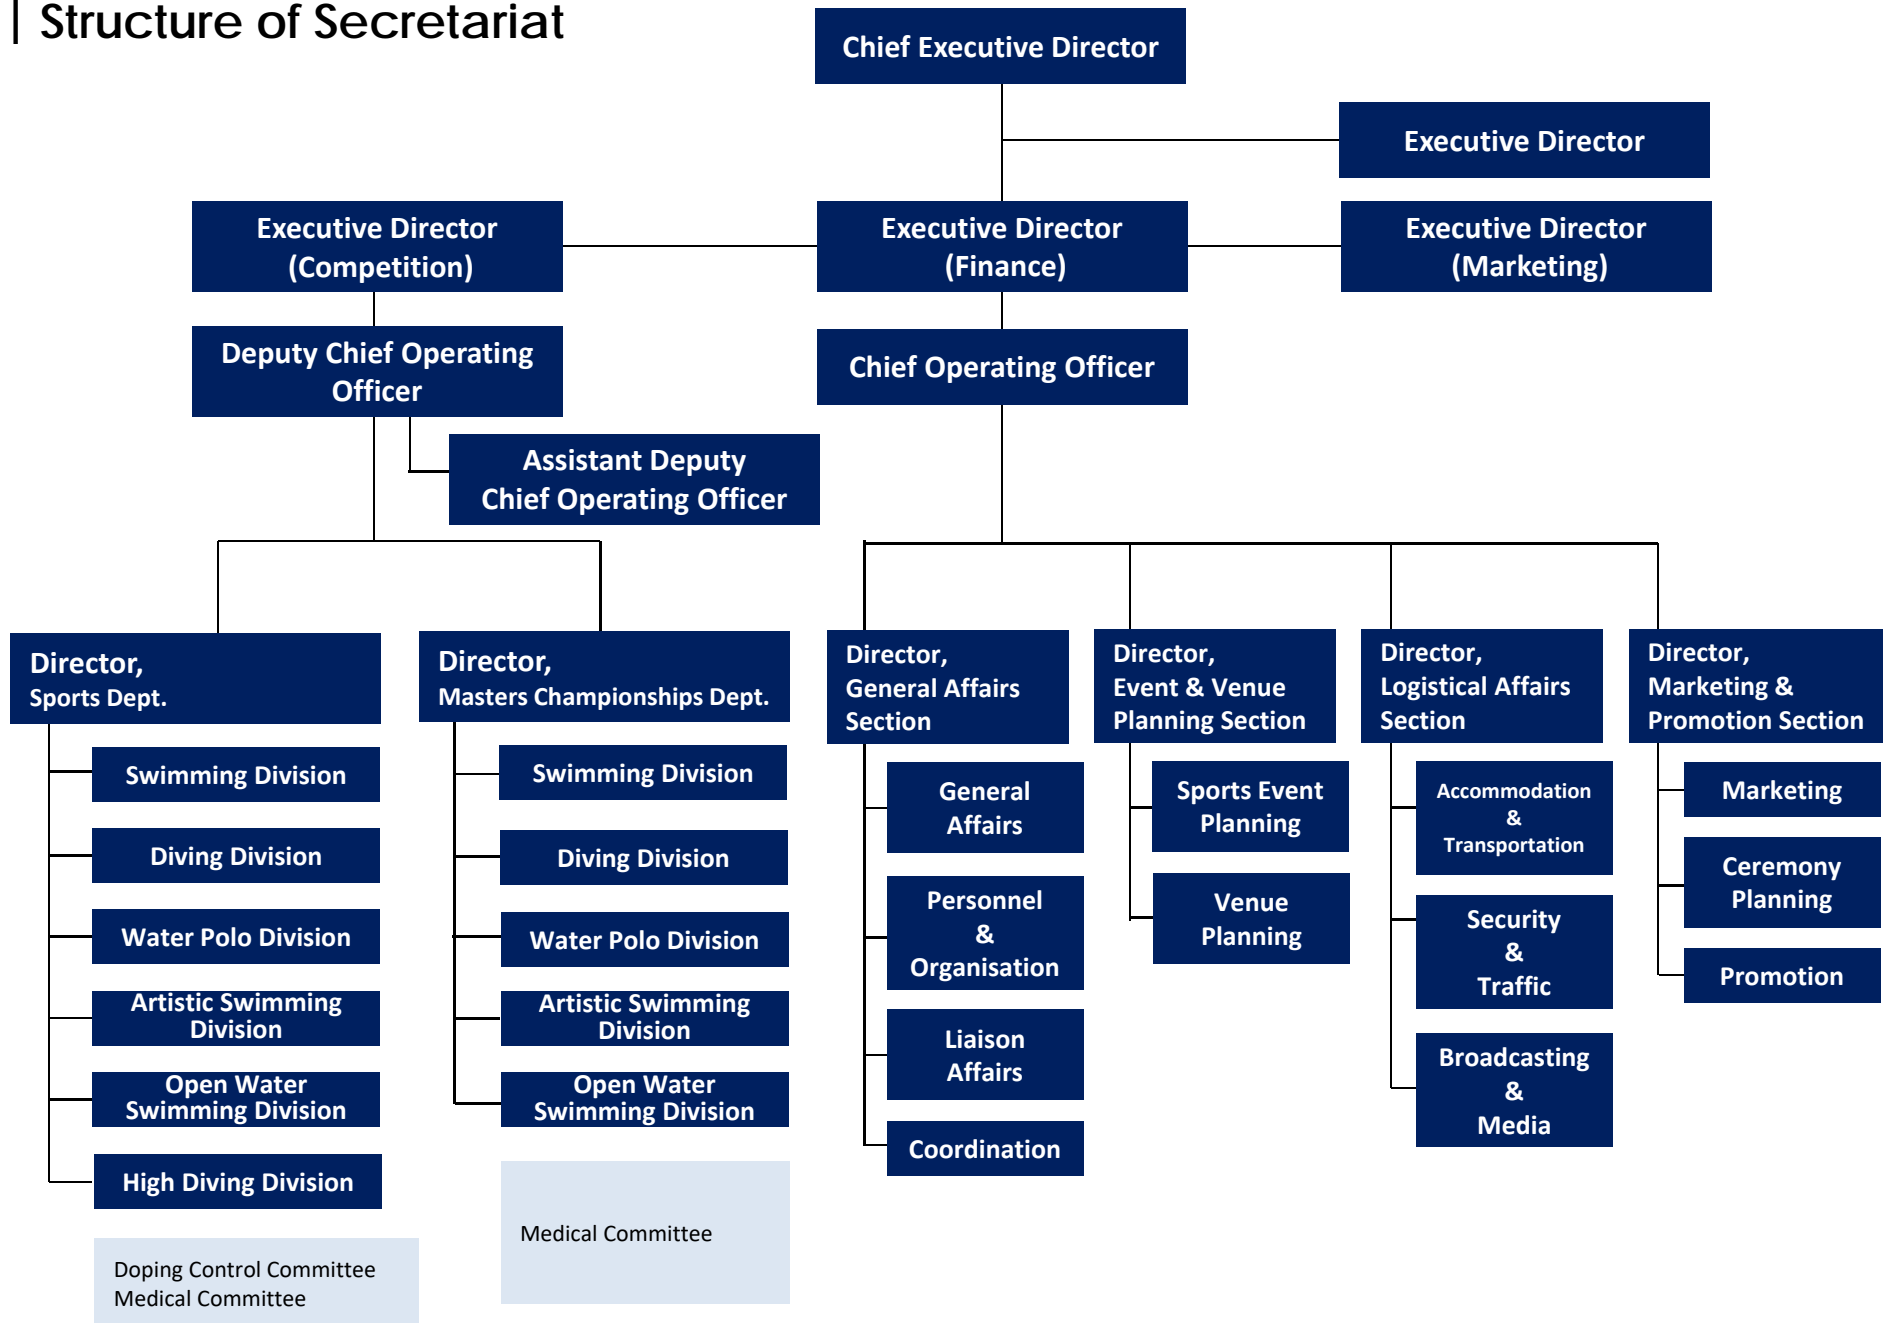 | Structure of Secretariat
Chief Executive Director
Executive Director
Executive Director
(Competition)
Executive Director
(Finance)
Executive Director
(Marketing)
Deputy Chief Operating
Officer
Chief Operating Officer
Assistant Deputy
Chief Operating Officer
Director,
Sports Dept.
Swimming Division
Diving Division
Water Polo Division
Artistic Swimming
Division
Open Water
Swimming Division
High Diving Division
Doping Control Committee
Medical Committee
Director,
Masters Championships Dept.
Swimming Division
Diving Division
Water Polo Division
Artistic Swimming
Division
Open Water
Swimming Division
Medical Committee
Director,
General Affairs
Section
General
Affairs
Personnel
&
Organisation
Liaison
Affairs
Coordination
Director,
Event & Venue
Planning Section
Sports Event
Planning
Venue
Planning
Director,
Logistical Affairs
Section
Accommodation
&
Transportation
Security
&
Traffic
Broadcasting
&
Media
Director,
Marketing &
Promotion Section
Marketing
Ceremony
Planning
Promotion